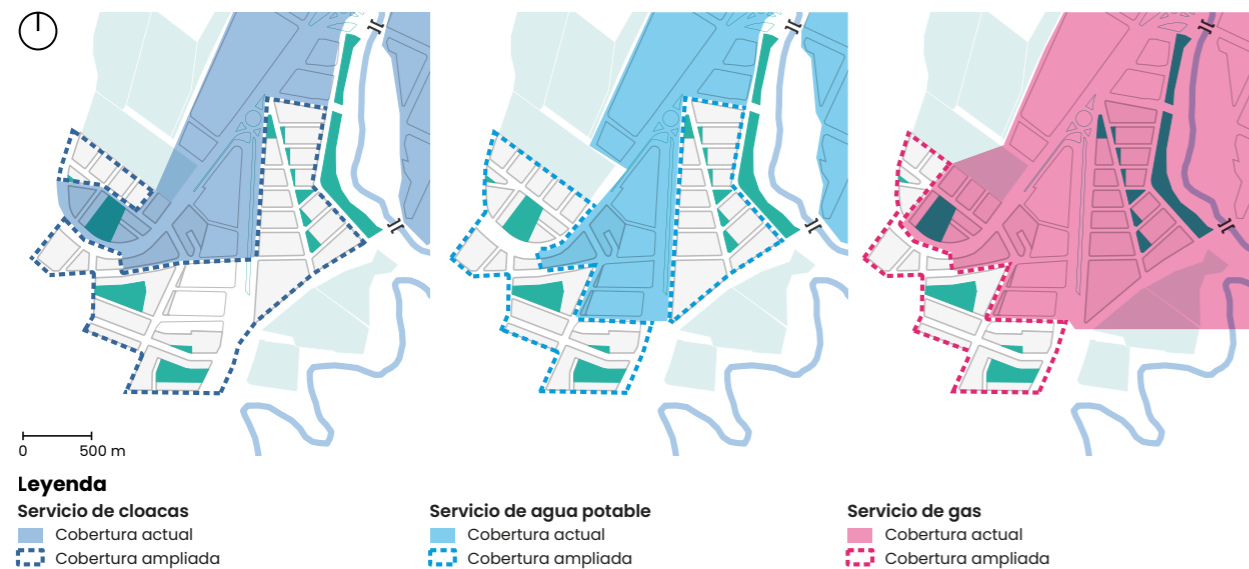 0 500 m
Leyenda
Servicio de cloacas
Cobertura actual
Cobertura ampliada
Servicio de agua potable
Cobertura actual
Cobertura ampliada
Servicio de gas
Cobertura actual
Cobertura ampliada